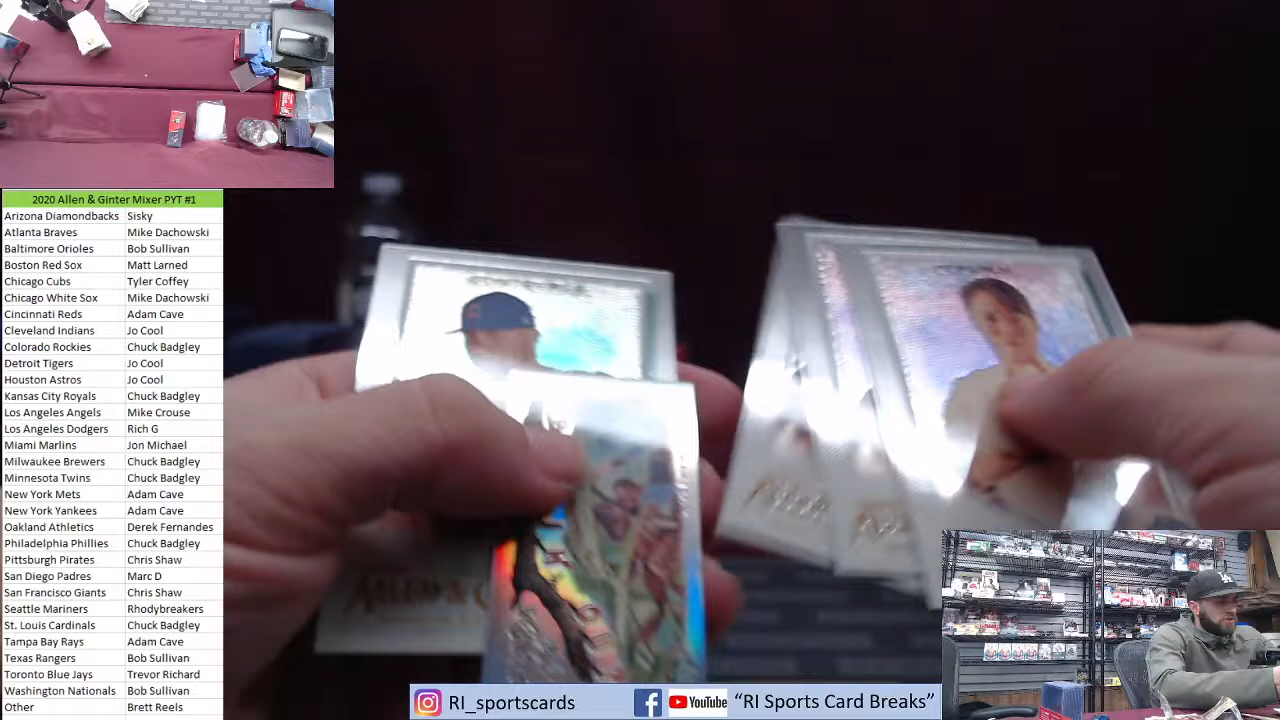 2020 Allen & Ginter Mixer PYT #1
Arizona Diamondbacks Sisky
Atlanta Braves Mike Dachowski
Baltimore Orioles Bob Sullivan
Boston Red Sox Matt Larned
Chicago Cubs Tyler Coffey
Chicago White Sox Mike Dachowski
Cincinnati Reds Adam Cave
Cleveland Indians Jo Cool
Colorado Rockies Chuck Badgley
Detroit Tigers Jo Cool
Houston Astros Jo Cool
Kansas City Royals Chuck Badgley
Los Angeles Angels Mike Crouse
Los Angeles Dodgers Rich G
Miami Marlins Jon Michael
Milwaukee Brewers Chuck Badgley
Minnesota Twins Chuck Badgley
New York Mets Adam Cave
New York Yankees Adam Cave
Oakland Athletics Derek Fernandes
Philadelphia Phillies Chuck Badgley
Pittsburgh Pirates Chris Shaw
San Diego Padres Marc D
San Francisco Giants Chris Shaw
Seattle Mariners Rhodybreakers
St. Louis Cardinals Chuck Badgley
Tampa Bay Rays Adam Cave
Texas Rangers Bob Sullivan
Toronto Blue Jays Trevor Richard
Washington Nationals Bob Sullivan
Other Brett Reels
RI_sportscards YouTube "RI Sports Card Breaks"